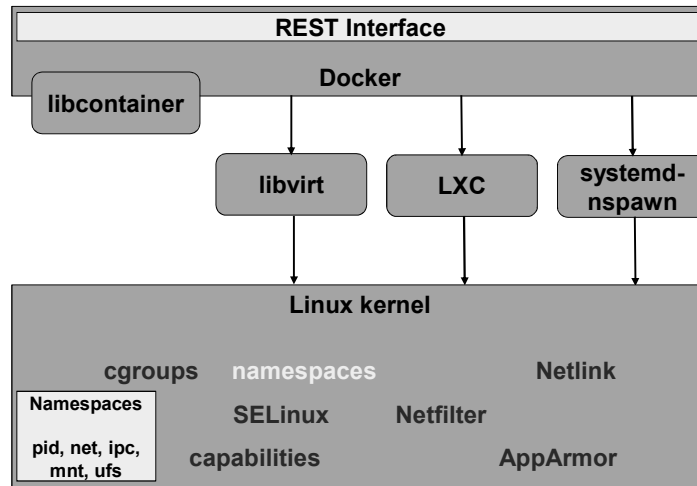 REST Interface
Docker
libcontainer
libvirt
LXC
systemd-
nspawn
Linux kernel
cgroups namespaces Netlink
Namespaces
SELinux Netfilter
pid, net, ipc,
mnt, ufs
capabilities AppArmor